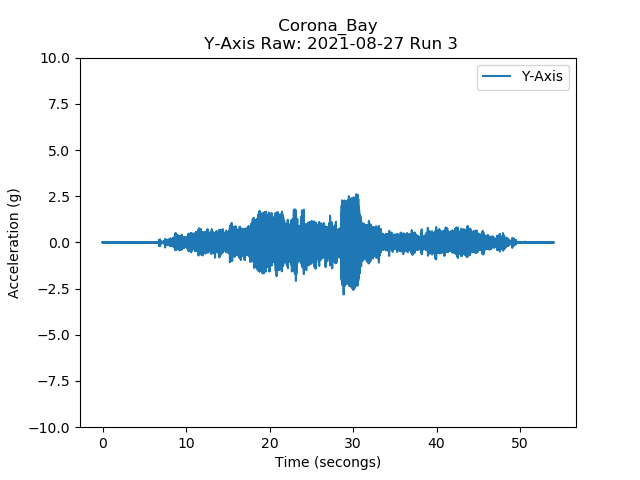 Corona_Bay
Y-Axis Raw: 2021-08-27 Run 3
Y-Axis
10.0
7.5
5.0
2.5
0.0
−2.5
−5.0
−7.5
−10.0
Acceleration (g)
0 10 20 30 40 50
Time (secongs)